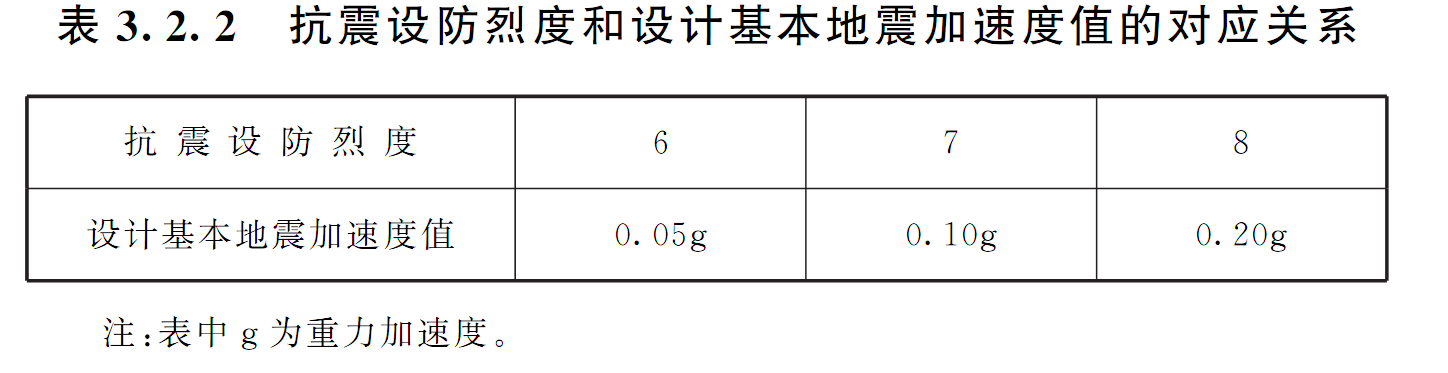 表 3.2.2 抗震设防烈度和设计基本地震加速度值的对应关系
抗震设防烈度 6 7 8
设计基本地震加速度值 0.05g 0.10g 0.20g
注:表中 g 为重力加速度。